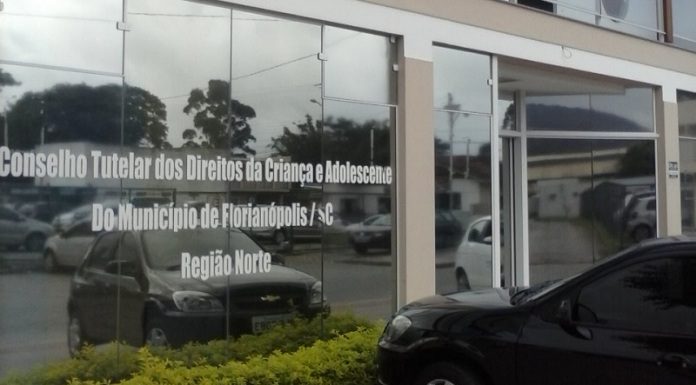 Conselho Tutelar dos Direitos da Criança e Adolescente
Do Município de Florianópolis / SC
Região Norte